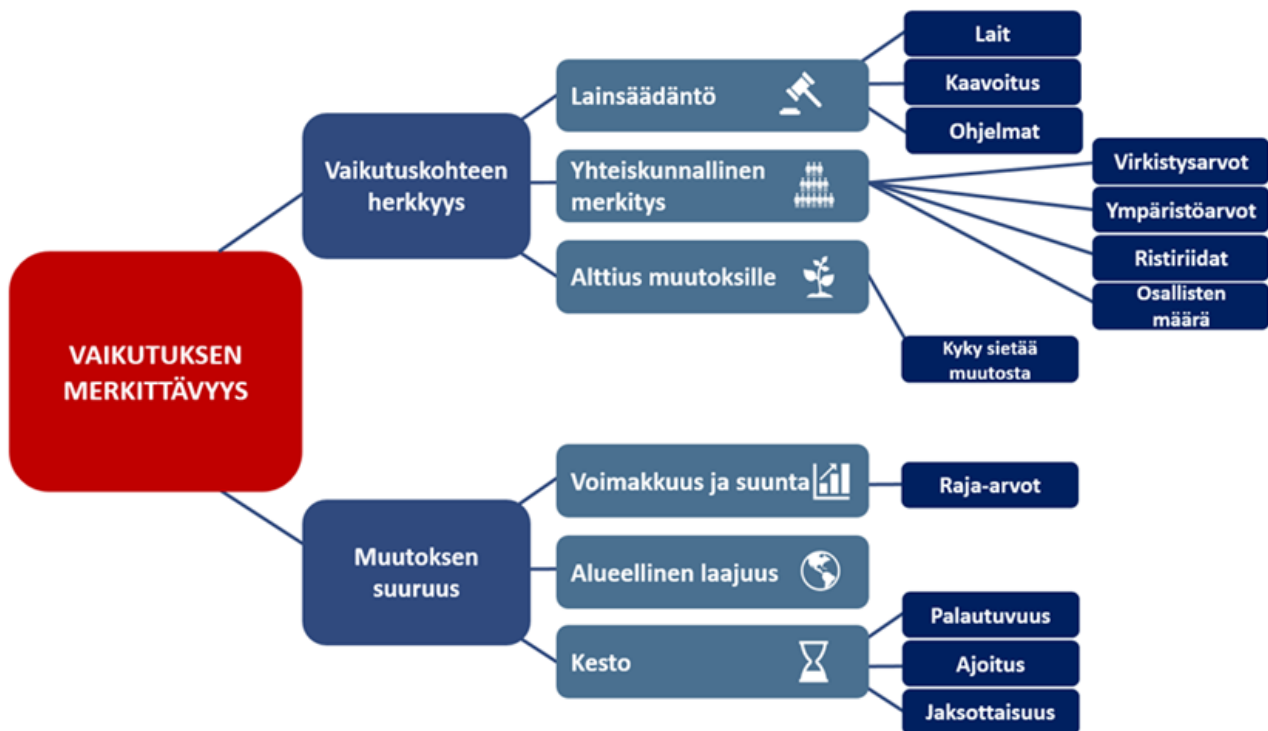 VAIKUTUKSEN
MERKITTÄVYYS
Vaikutuskohteen
herkkyys
Lainsäädäntö
Lait
Kaavoitus
Ohjelmat
Yhteiskunnallinen
merkitys
Virkistysarvot
Ympäristöarvot
Ristiriidat
Osallisten
määrä
Alttius muutoksille
Kyky sietää
muutosta
Muutoksen
suuruus
Voimakkuus ja suunta
Raja-arvot
Alueellinen laajuus
Kesto
Palautuvuus
Ajoitus
Jaksottaisuus